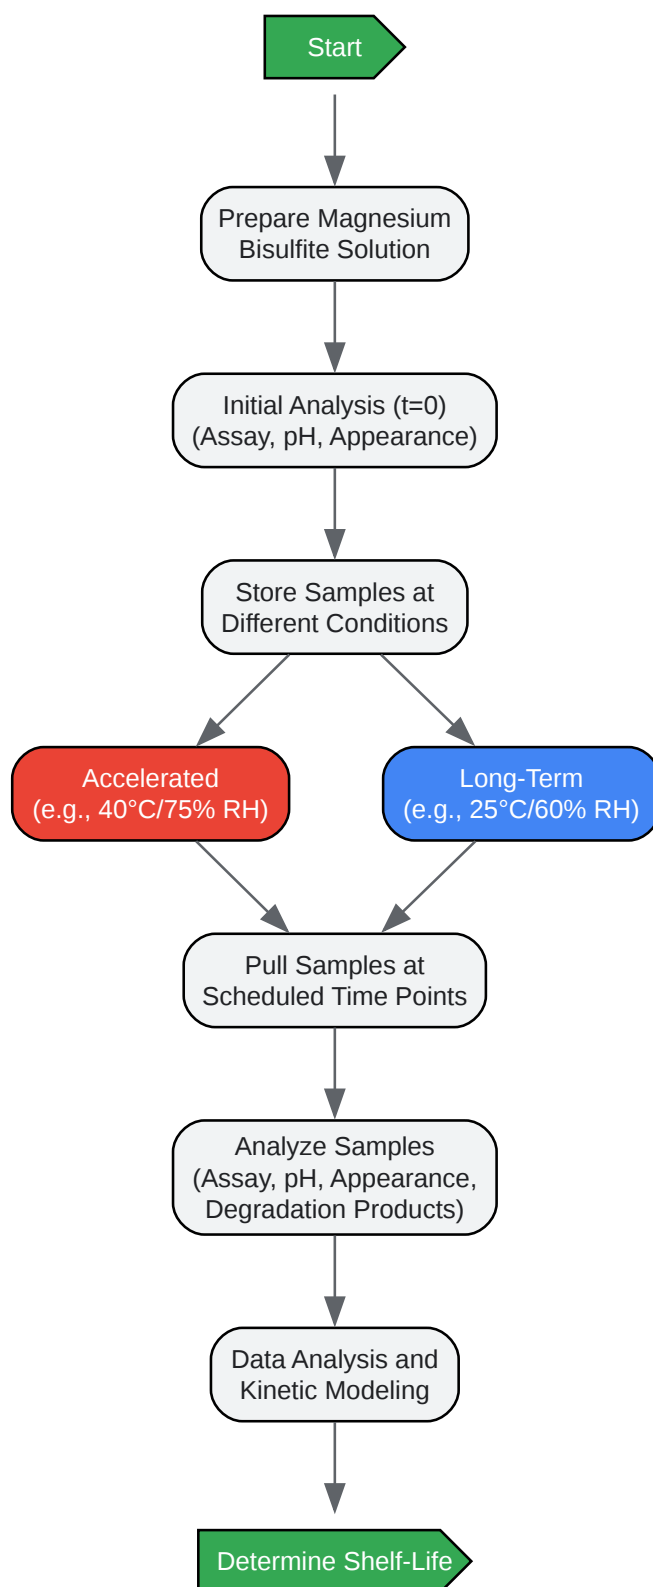 Start
Prepare Magnesium
Bisulfite Solution
Initial Analysis (t=0)
(Assay, pH, Appearance)
Store Samples at
Different Conditions
Accelerated
(e.g., 40°C/75% RH)
Long-Term
(e.g., 25°C/60% RH)
Pull Samples at
Scheduled Time Points
Analyze Samples
(Assay, pH, Appearance,
Degradation Products)
Data Analysis and
Kinetic Modeling
Determine Shelf-Life